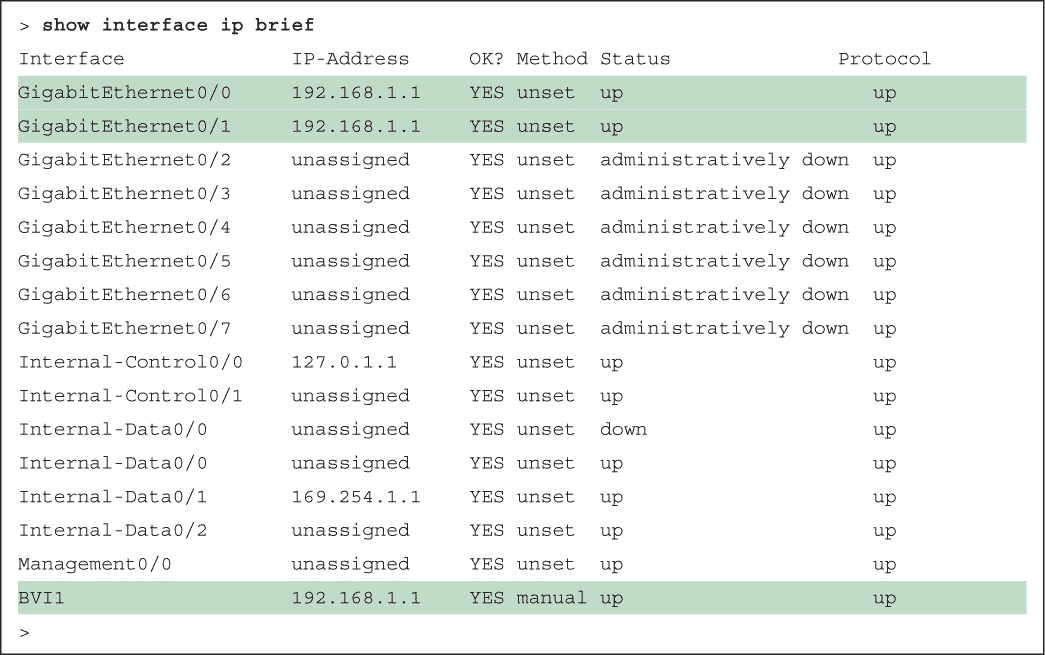 > show interface ip brief
Interface IP-Address OK? Method Status Protocol
GigabitEthernet0/0 192.168.1.1 YES unset up up
GigabitEthernet0/1 192.168.1.1 YES unset up up
GigabitEthernet0/2 unassigned YES unset administratively down up
GigabitEthernet0/3 unassigned YES unset administratively down up
GigabitEthernet0/4 unassigned YES unset administratively down up
GigabitEthernet0/5 unassigned YES unset administratively down up
GigabitEthernet0/6 unassigned YES unset administratively down up
GigabitEthernet0/7 unassigned YES unset administratively down up
Internal-Control0/0 127.0.1.1 YES unset up up
Internal-Control0/1 unassigned YES unset up up
Internal-Data0/0 unassigned YES unset down up
Internal-Data0/0 unassigned YES unset up up
Internal-Data0/1 169.254.1.1 YES unset up up
Internal-Data0/2 unassigned YES unset up up
Management0/0 unassigned YES unset up up
BVI1 192.168.1.1 YES manual up up
>